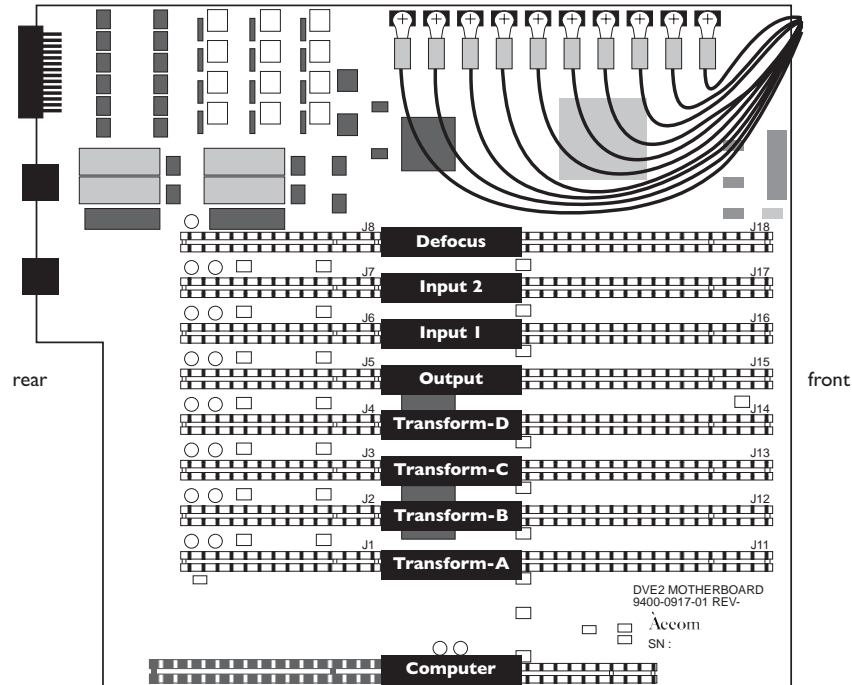 J8 Defocus J18
J7 Input 2 J17
J6 Input 1 J16
J5 Output J15
rear front
J4 Transform-D J14
J3 Transform-C J13
J2 Transform-B J12
J1 Transform-A J11
DVE2 MOTHERBOARD
9400-0917-01 REV-
Accom
SN :
Computer